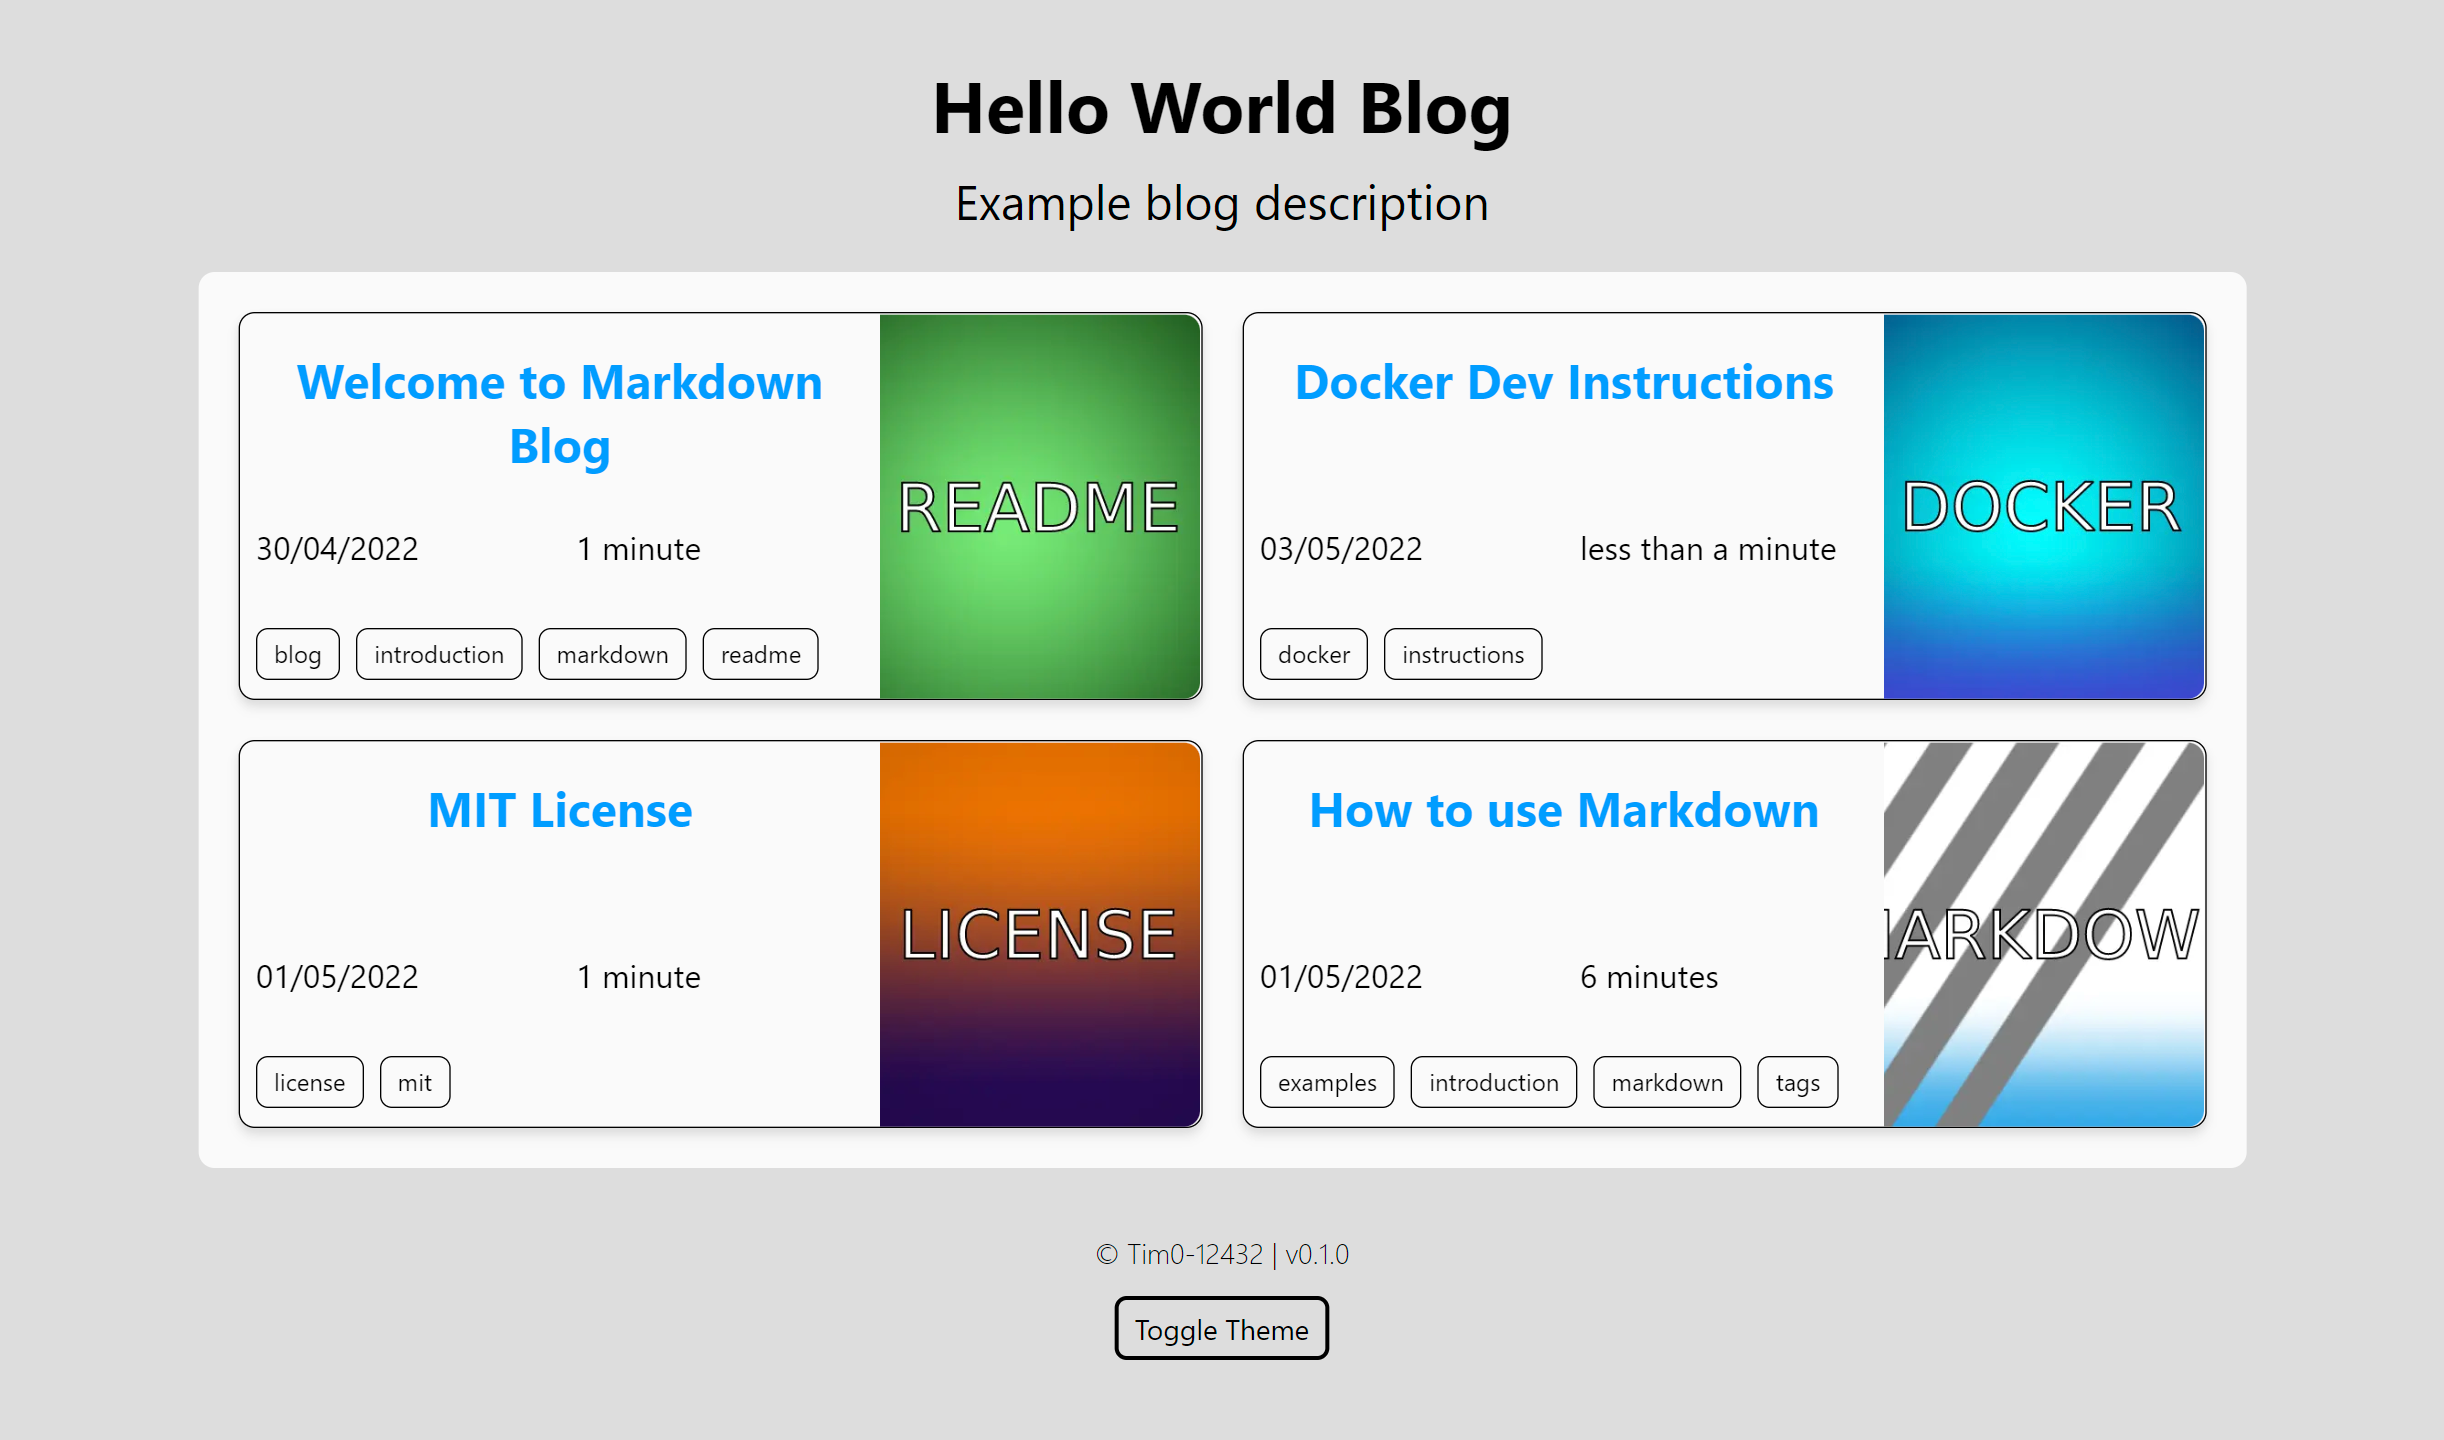 Hello World Blog
Example blog description
Welcome to Markdown
Blog
30/04/2022 1 minute
blog introduction markdown readme
README
Docker Dev Instructions
03/05/2022 less than a minute
docker instructions
DOCKER
MIT License
01/05/2022 1 minute
license mit
LICENSE
How to use Markdown
01/05/2022 6 minutes
examples introduction markdown tags
ARKDOW
© Tim0-12432 | v0.1.0
Toggle Theme